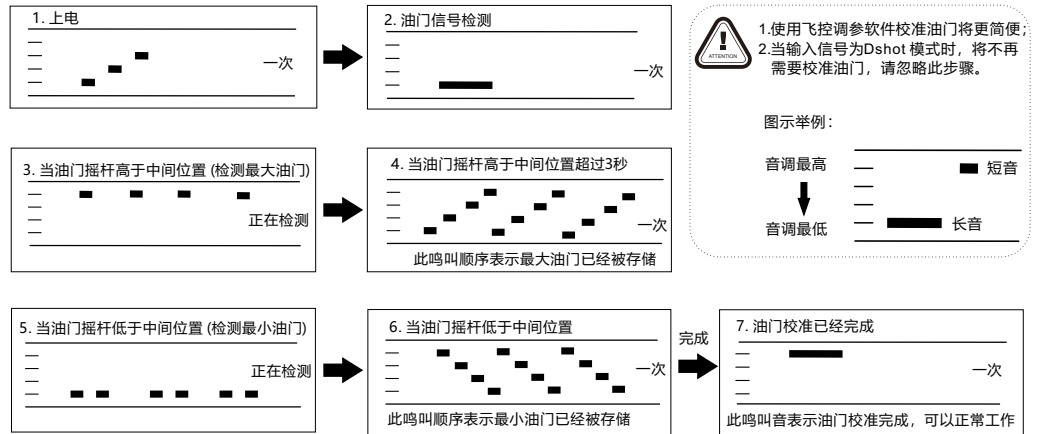 1. 上电
一次
2. 油门信号检测
一次
ATTENTION
1.使用飞控调参软件校准油门将更简便；
2.当输入信号为Dshot 模式时，将不再
需要校准油门，请忽略此步骤。
图示举例：
音调最高
短音
音调最低
长音
3. 当油门摇杆高于中间位置 (检测最大油门)
正在检测
4. 当油门摇杆高于中间位置超过3秒
一次
此鸣叫顺序表示最大油门已经被存储
5. 当油门摇杆低于中间位置 (检测最小油门)
正在检测
6. 当油门摇杆低于中间位置
一次
此鸣叫顺序表示最小油门已经被存储
完成
7. 油门校准已经完成
一次
此鸣叫音表示油门校准完成，可以正常工作